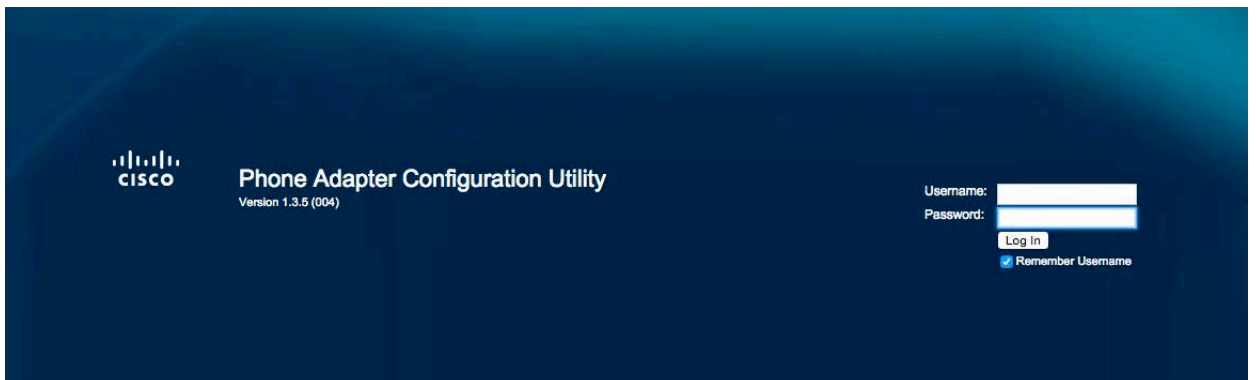 CISCO
Phone Adapter Configuration Utility
Version 1.3.5 (004)
Username:
Password:
Log In
Remember Username